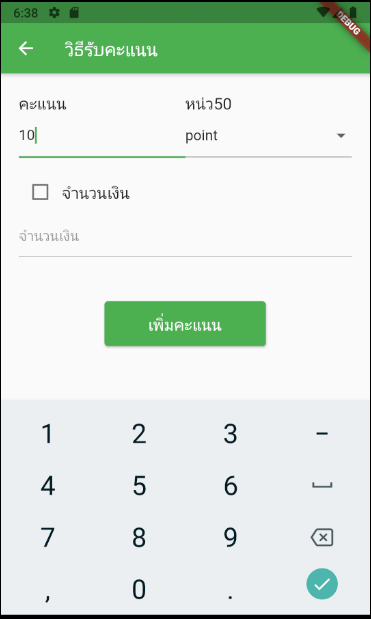 6:38
DEBUG
วิธีรับคะแนน
คะแนน หน่ว50
10 point
จำนวนเงิน
จำนวนเงิน
เพิ่มคะแนน
1 2 3 –
4 5 6
7 8 9
, 0 .